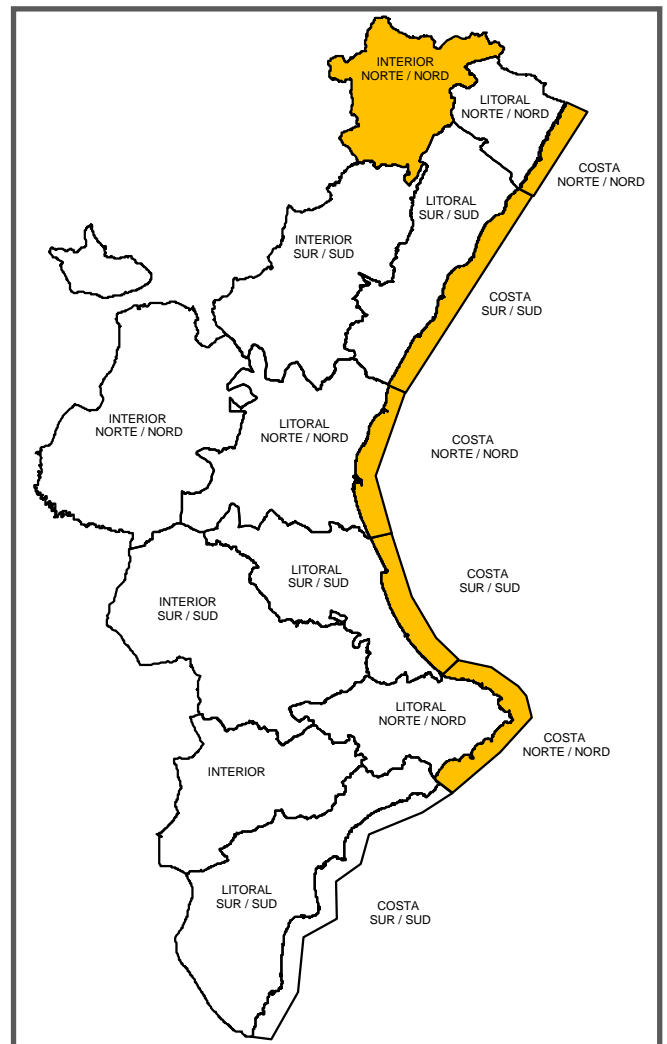 INTERIOR
NORTE / NORD
LITORAL
NORTE / NORD
COSTA
NORTE / NORD
LITORAL
SUR / SUD
INTERIOR
SUR / SUD
COSTA
SUR / SUD
INTERIOR
NORTE / NORD
LITORAL
NORTE / NORD
COSTA
NORTE / NORD
LITORAL
SUR / SUD
COSTA
SUR / SUD
INTERIOR
SUR / SUD
LITORAL
NORTE / NORD
COSTA
NORTE / NORD
INTERIOR
LITORAL
SUR / SUD
COSTA
SUR / SUD